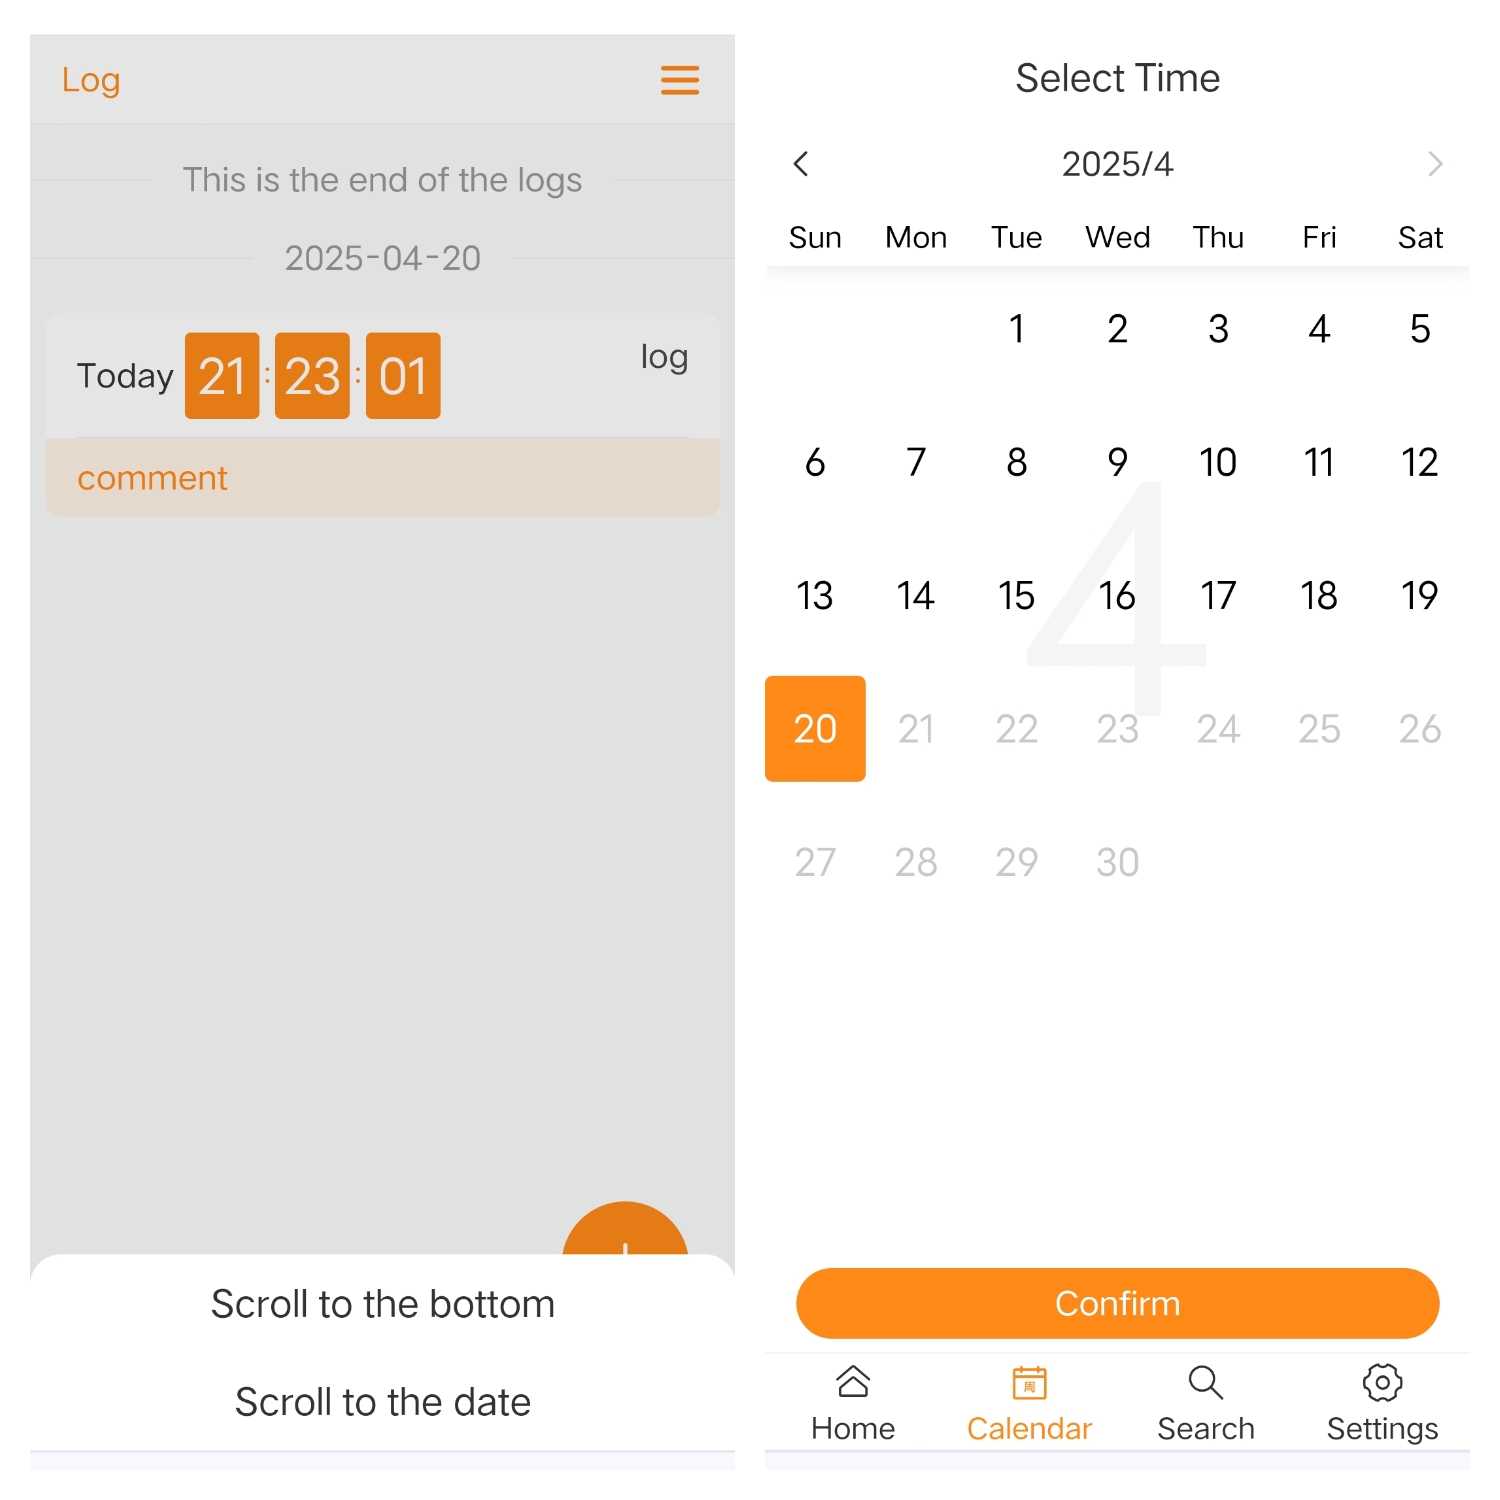 Log
This is the end of the logs
2025-04-20
Today 21:23:01
log
comment
Scroll to the bottom
Scroll to the date
Select Time
2025/4
Sun Mon Tue Wed Thu Fri Sat
1 2 3 4 5
6 7 8 9 10 11 12
4
13 14 15 16 17 18 19
20 21 22 23 24 25 26
27 28 29 30
Confirm
周
Home Calendar Search Settings